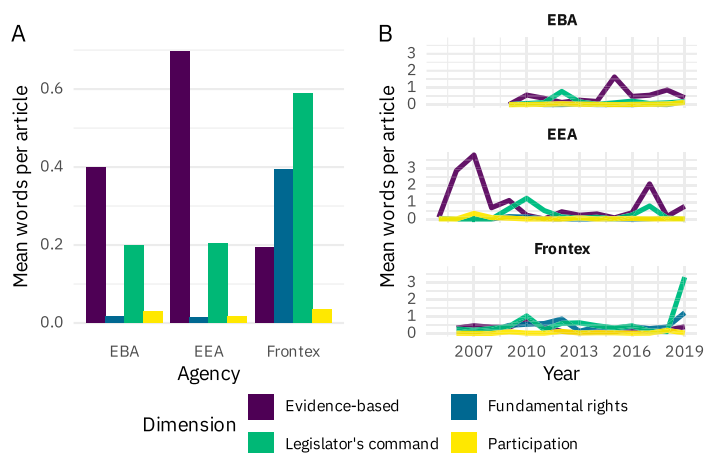 A
Mean words per article
0.6
0.4
0.2
0.0
EBA
EEA
Frontex
Agency
B
Mean words per article
EBA
3
2
1
0
EEA
3
2
1
0
Frontex
3
2
1
0
2007
2010
2013
2016
2019
Year
Dimension
Evidence-based
Fundamental rights
Legislator's command
Participation